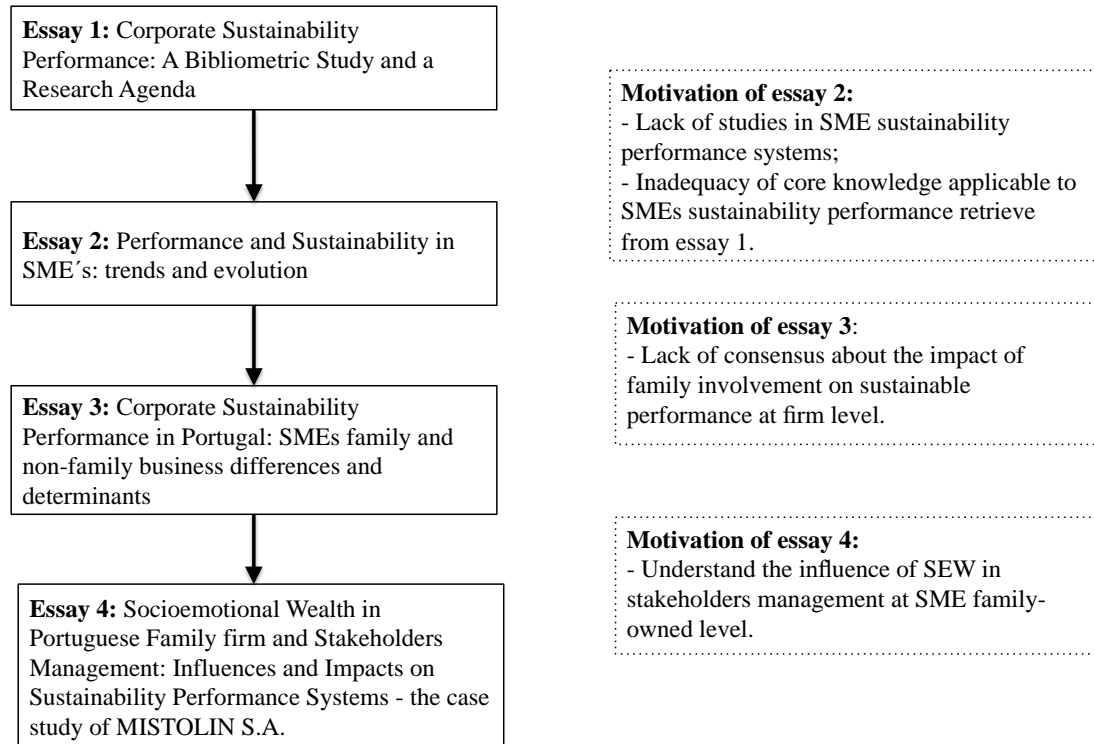 Essay 1: Corporate Sustainability
Performance: A Bibliometric Study and a
Research Agenda
Motivation of essay 2:
- Lack of studies in SME sustainability
performance systems;
- Inadequacy of core knowledge applicable to
SMEs sustainability performance retrieve
from essay 1.
Essay 2: Performance and Sustainability in
SME´s: trends and evolution
Motivation of essay 3:
- Lack of consensus about the impact of
family involvement on sustainable
performance at firm level.
Essay 3: Corporate Sustainability
Performance in Portugal: SMEs family and
non-family business differences and
determinants
Motivation of essay 4:
- Understand the influence of SEW in
stakeholders management at SME family-
owned level.
Essay 4: Socioemotional Wealth in
Portuguese Family firm and Stakeholders
Management: Influences and Impacts on
Sustainability Performance Systems - the case
study of MISTOLIN S.A.